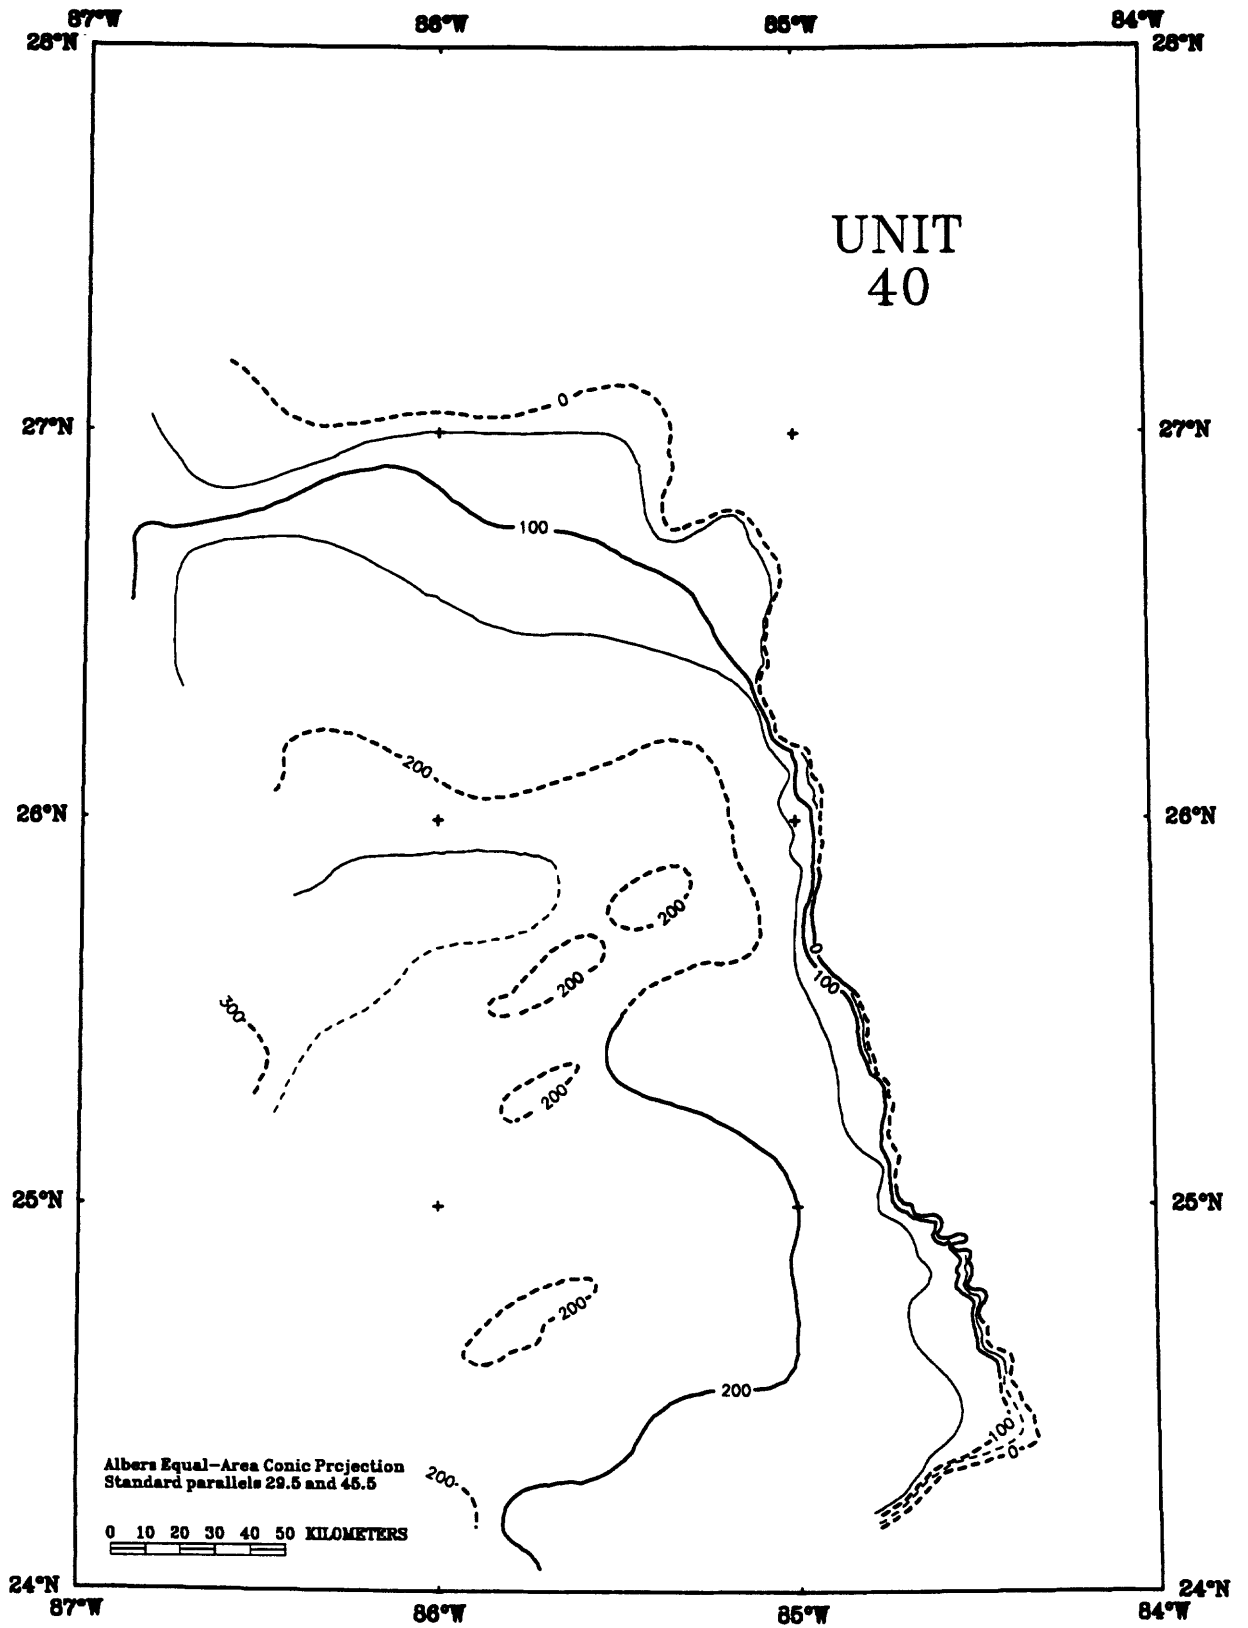 87°W 86°W 85°W 84°W
28°N 28°N
UNIT
40
0
27°N 27°N
100
200
26°N 26°N
200
0
200
100
300
200
25°N 25°N
200
200
100
0
Albers Equal-Area Conic Projection
Standard parallels 29.5 and 45.5
200
0 10 20 30 40 50 KILOMETERS
24°N 24°N
87°W 86°W 85°W 84°W